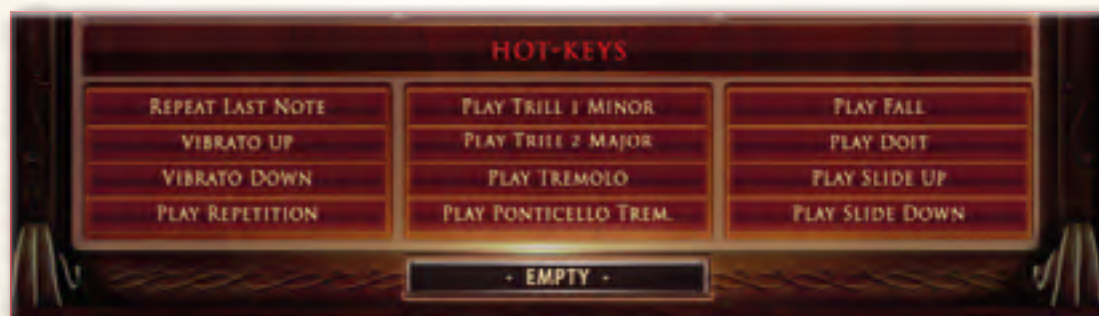 HOT-KEYS
REPEAT LAST NOTE
VIBRATO UP
VIBRATO DOWN
PLAY REPETITION
PLAY TRILL 1 MINOR
PLAY TRILL 2 MAJOR
PLAY TREMOLO
PLAY PONTICELLO TREM.
PLAY FALL
PLAY DOIT
PLAY SLIDE UP
PLAY SLIDE DOWN
- EMPTY -